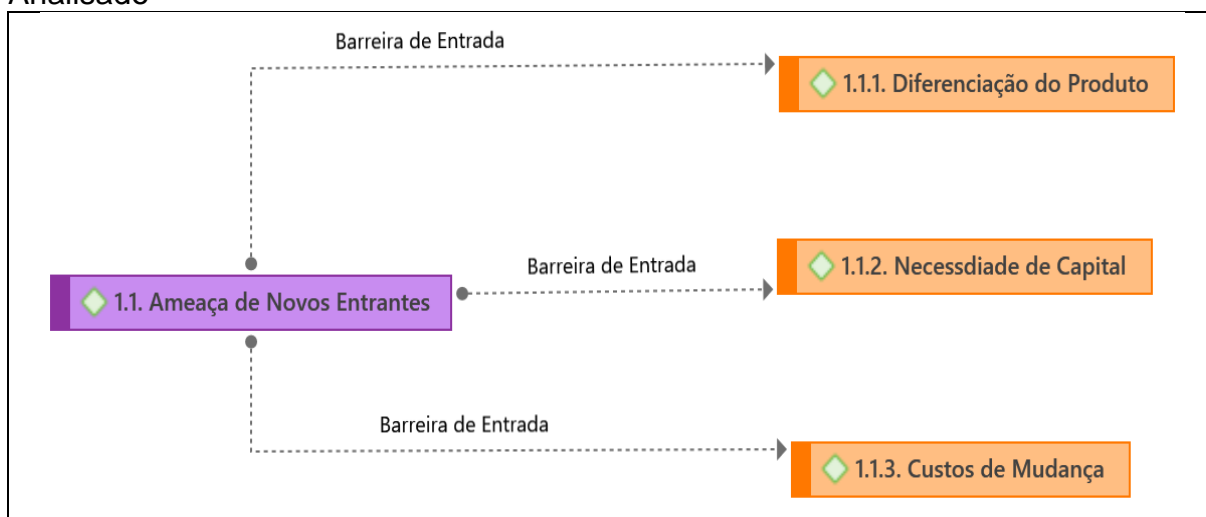 Barreira de Entrada
1.1.1. Diferenciação do Produto
Barreira de Entrada
1.1.2. Necessdiade de Capital
1.1. Ameaça de Novos Entrantes
Barreira de Entrada
1.1.3. Custos de Mudança